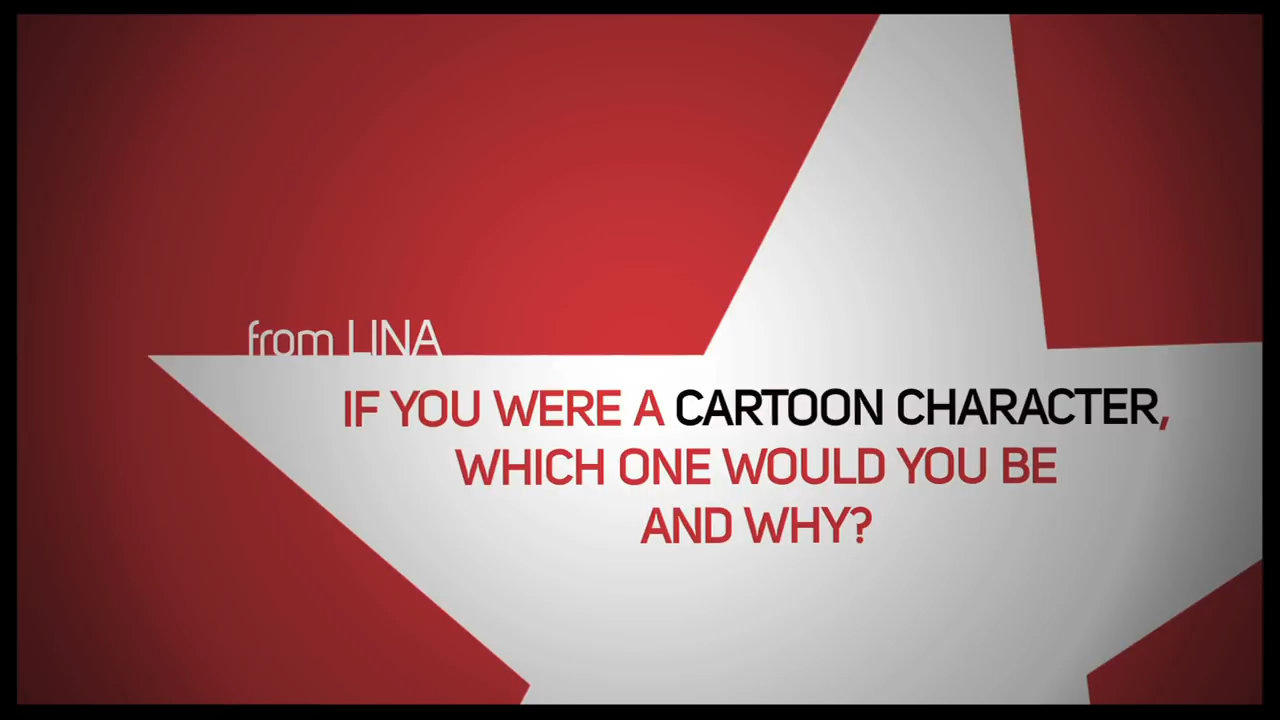 from LINA
IF YOU WERE A CARTOON CHARACTER,
WHICH ONE WOULD YOU BE
AND WHY?